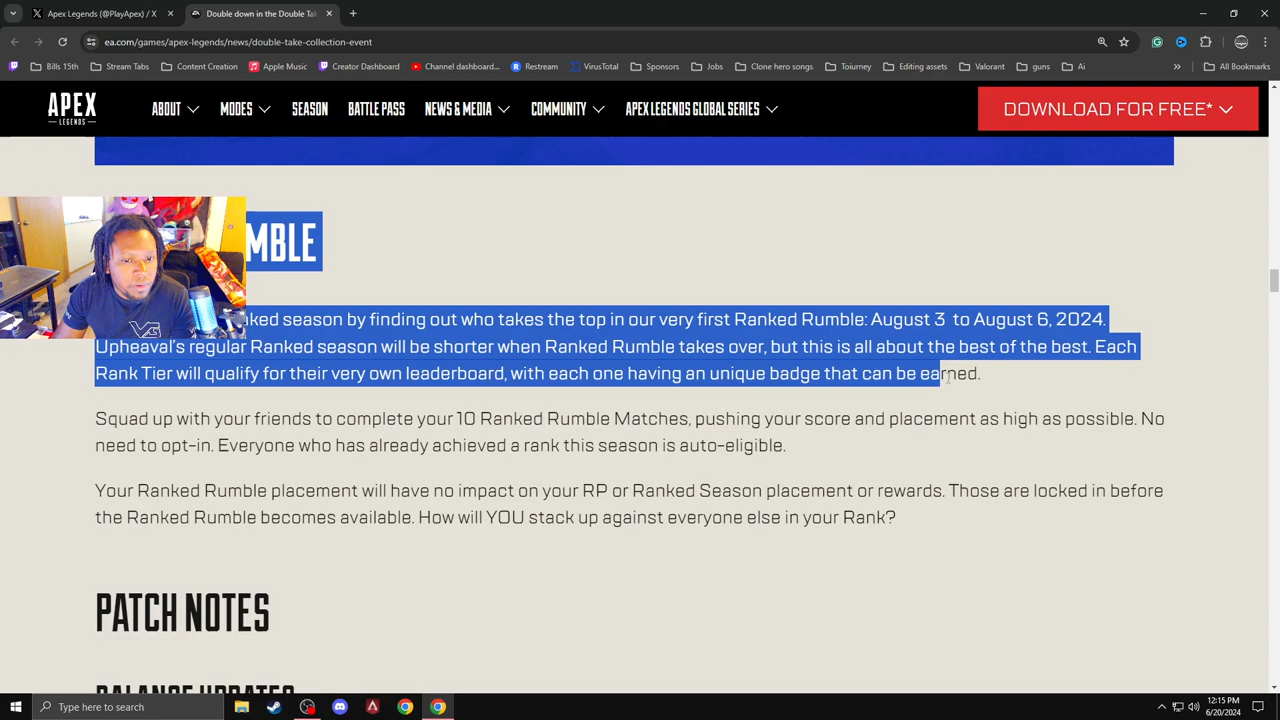 Apex Legends (@PlayApex) / X
Double down in the Double Ta
ea.com/games/apex-legends/news/double-take-collection-event
Bills 15th
Stream Tabs
Content Creation
Apple Music
Creator Dashboard
Channel dashboard...
Restream
VirusTotal
Sponsors
Jobs
Clone hero songs
Toiurney
Editing assets
Valorant
guns
Ai
»
All Bookmarks
APEX
LEGENDS
ABOUT
MODES
SEASON
BATTLE PASS
NEWS & MEDIA
COMMUNITY
APEX LEGENDS GLOBAL SERIES
DOWNLOAD FOR FREE*
MBLE
nked season by finding out who takes the top in our very first Ranked Rumble: August 3 to August 6, 2024.
Upheaval's regular Ranked season will be shorter when Ranked Rumble takes over, but this is all about the best of the best. Each
Rank Tier will qualify for their very own leaderboard, with each one having an unique badge that can be earned.
Squad up with your friends to complete your 10 Ranked Rumble Matches, pushing your score and placement as high as possible. No
need to opt-in. Everyone who has already achieved a rank this season is auto-eligible.
Your Ranked Rumble placement will have no impact on your RP or Ranked Season placement or rewards. Those are locked in before
the Ranked Rumble becomes available. How will YOU stack up against everyone else in your Rank?
PATCH NOTES
BALANCE UPDATES
Type here to search
12:15 PM
6/20/2024